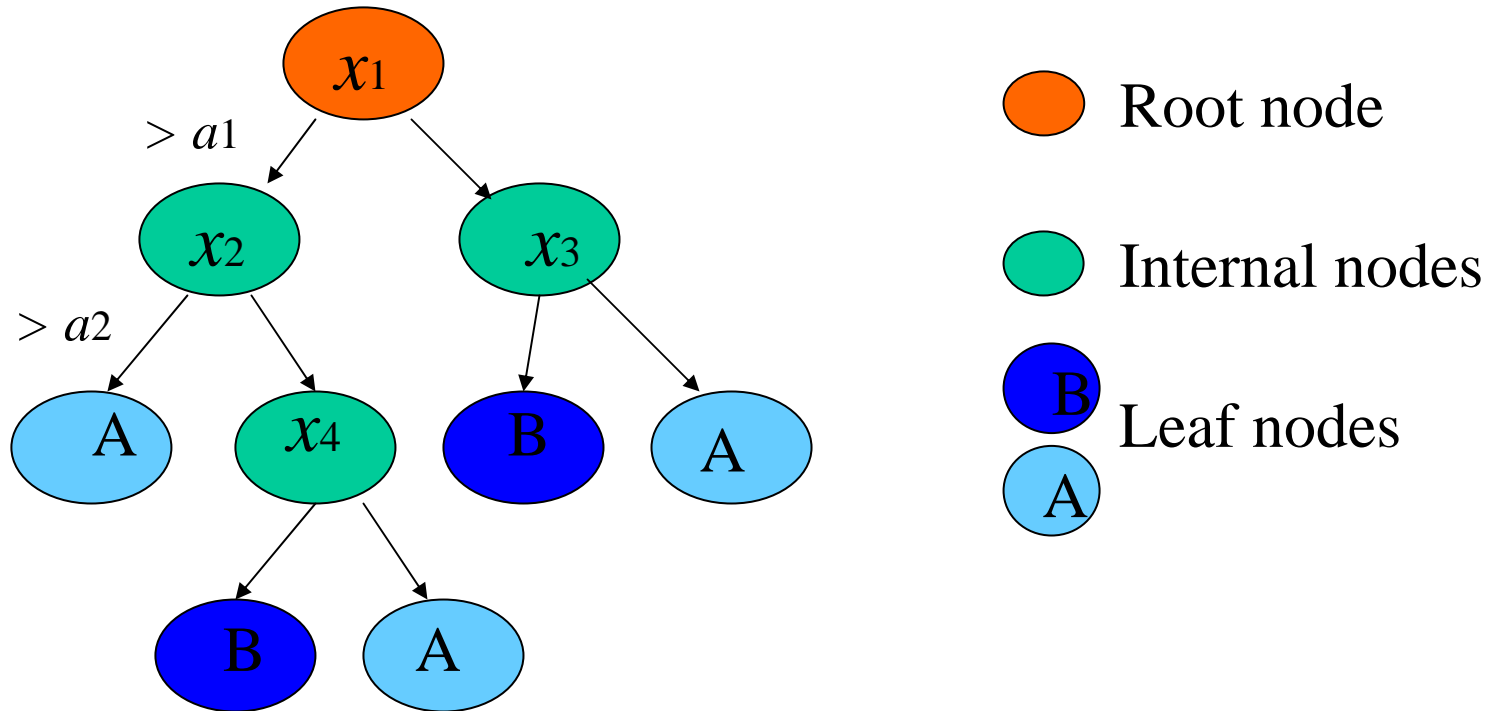 x1
> a1
x2
x3
> a2
A
x4
B
A
B
A
Root node
Internal nodes
B
A
Leaf nodes